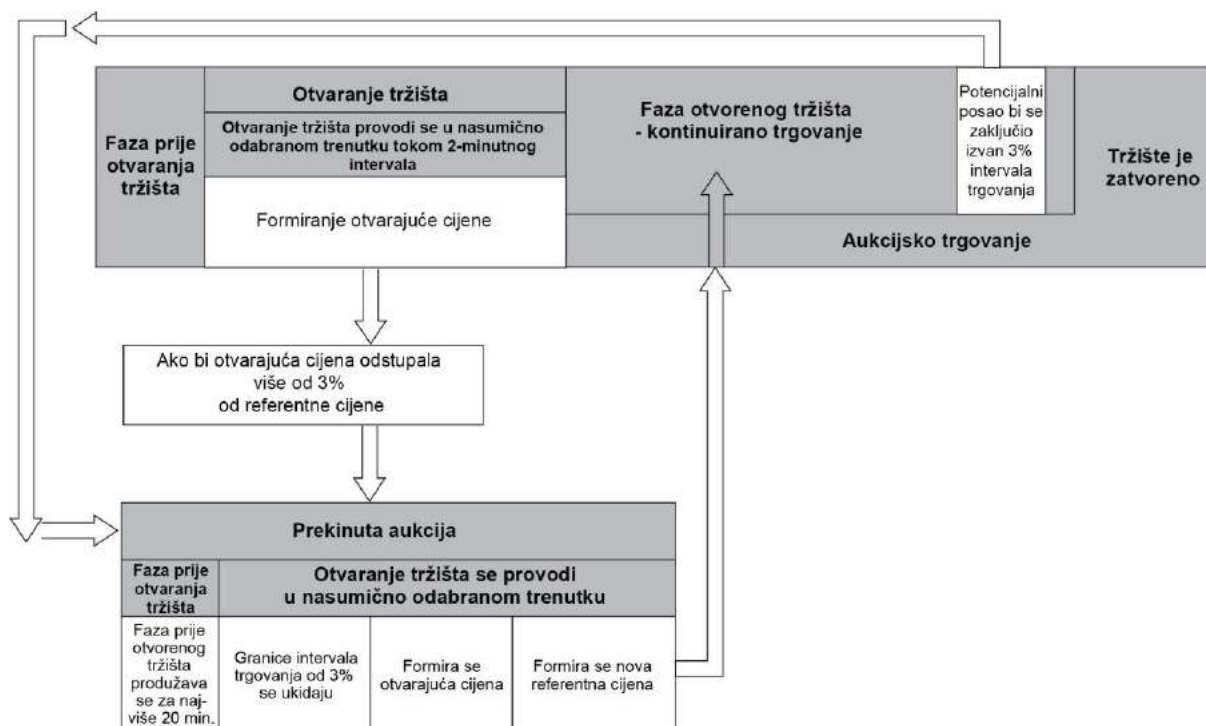 Faza prije
otvaranja
tržišta
Otvaranje tržišta
Otvaranje tržišta provodi se u nasumično
odabranom trenutku tokom 2-minutnog
intervala
Formiranje otvarajuće cijene
Faza otvorenog tržišta
- kontinuirano trgovanje
Potencijalni
posao bi se
zaključio
izvan 3%
intervala
trgovanja
Tržište je
zatvoreno
Aukcijsko trgovanje
Ako bi otvarajuća cijena odstupala
više od 3%
od referentne cijene
Prekinuta aukcija
Faza prije
otvaranja
tržišta
Otvaranje tržišta se provodi
u nasumično odabranom trenutku
Faza prije
otvorenog
tržišta
produžava
se za naj-
više 20 min.
Granice intervala
trgovanja od 3%
se ukidaju
Formira se
otvarajuća cijena
Formira se nova
referentna cijena